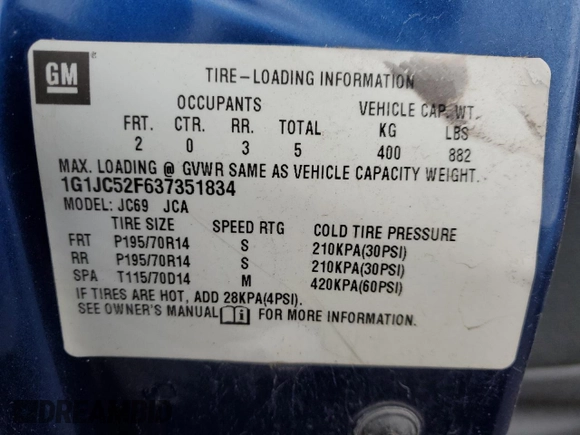 GM
TIRE-LOADING INFORMATION
OCCUPANTS VEHICLE CAP. WT.
FRT. CTR. RR. TOTAL KG LBS
2 0 3 5 400 882
MAX. LOADING @ GVWR SAME AS VEHICLE CAPACITY WEIGHT.
1G1JC52F637351834
MODEL: JC69 JCA
TIRE SIZE SPEED RTG COLD TIRE PRESSURE
FRT P195/70R14 S 210KPA(30PSI)
RR P195/70R14 S 210KPA(30PSI)
SPA T115/70D14 M 420KPA(60PSI)
IF TIRES ARE HOT, ADD 28KPA(4PSI).
SEE OWNER'S MANUAL i FOR MORE INFORMATION.
DREAMBID